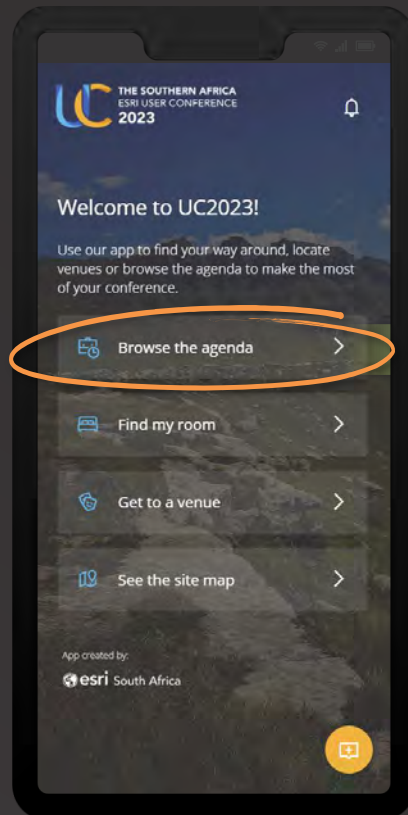 UC
THE SOUTHERN AFRICA
ESRI USER CONFERENCE
2023
Welcome to UC2023!
Use our app to find your way around, locate
venues or browse the agenda to make the most
of your conference.
Browse the agenda
Find my room
Get to a venue
See the site map
App created by:
esri South Africa